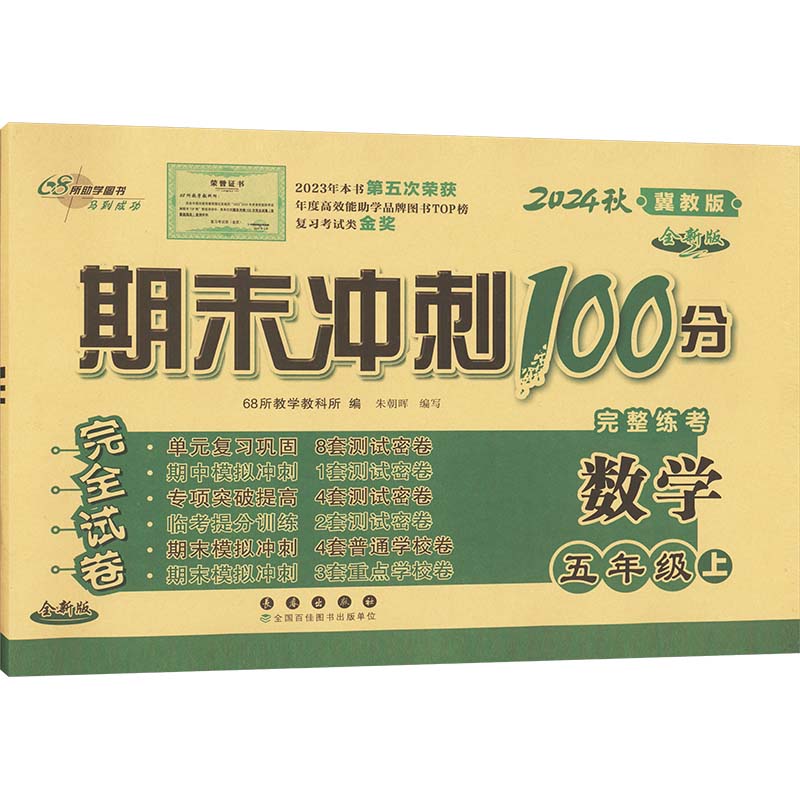 68所助学图书
马到成功
荣誉证书
2023年本书第五次荣获
年度高效能助学品牌图书TOP榜
复习考试类金奖
2024秋 冀教版
全新版
期末冲刺100分
68所教学教科所 编 朱朝晖 编写
完整练考
数学
五年级上
完全试卷
· 单元复习巩固 8套测试密卷
· 期中模拟冲刺 1套测试密卷
· 专项突破提高 4套测试密卷
· 临考提分训练 2套测试密卷
· 期末模拟冲刺 4套普通学校卷
· 期末模拟冲刺 3套重点学校卷
全新版
长春出版社
全国百佳图书出版单位